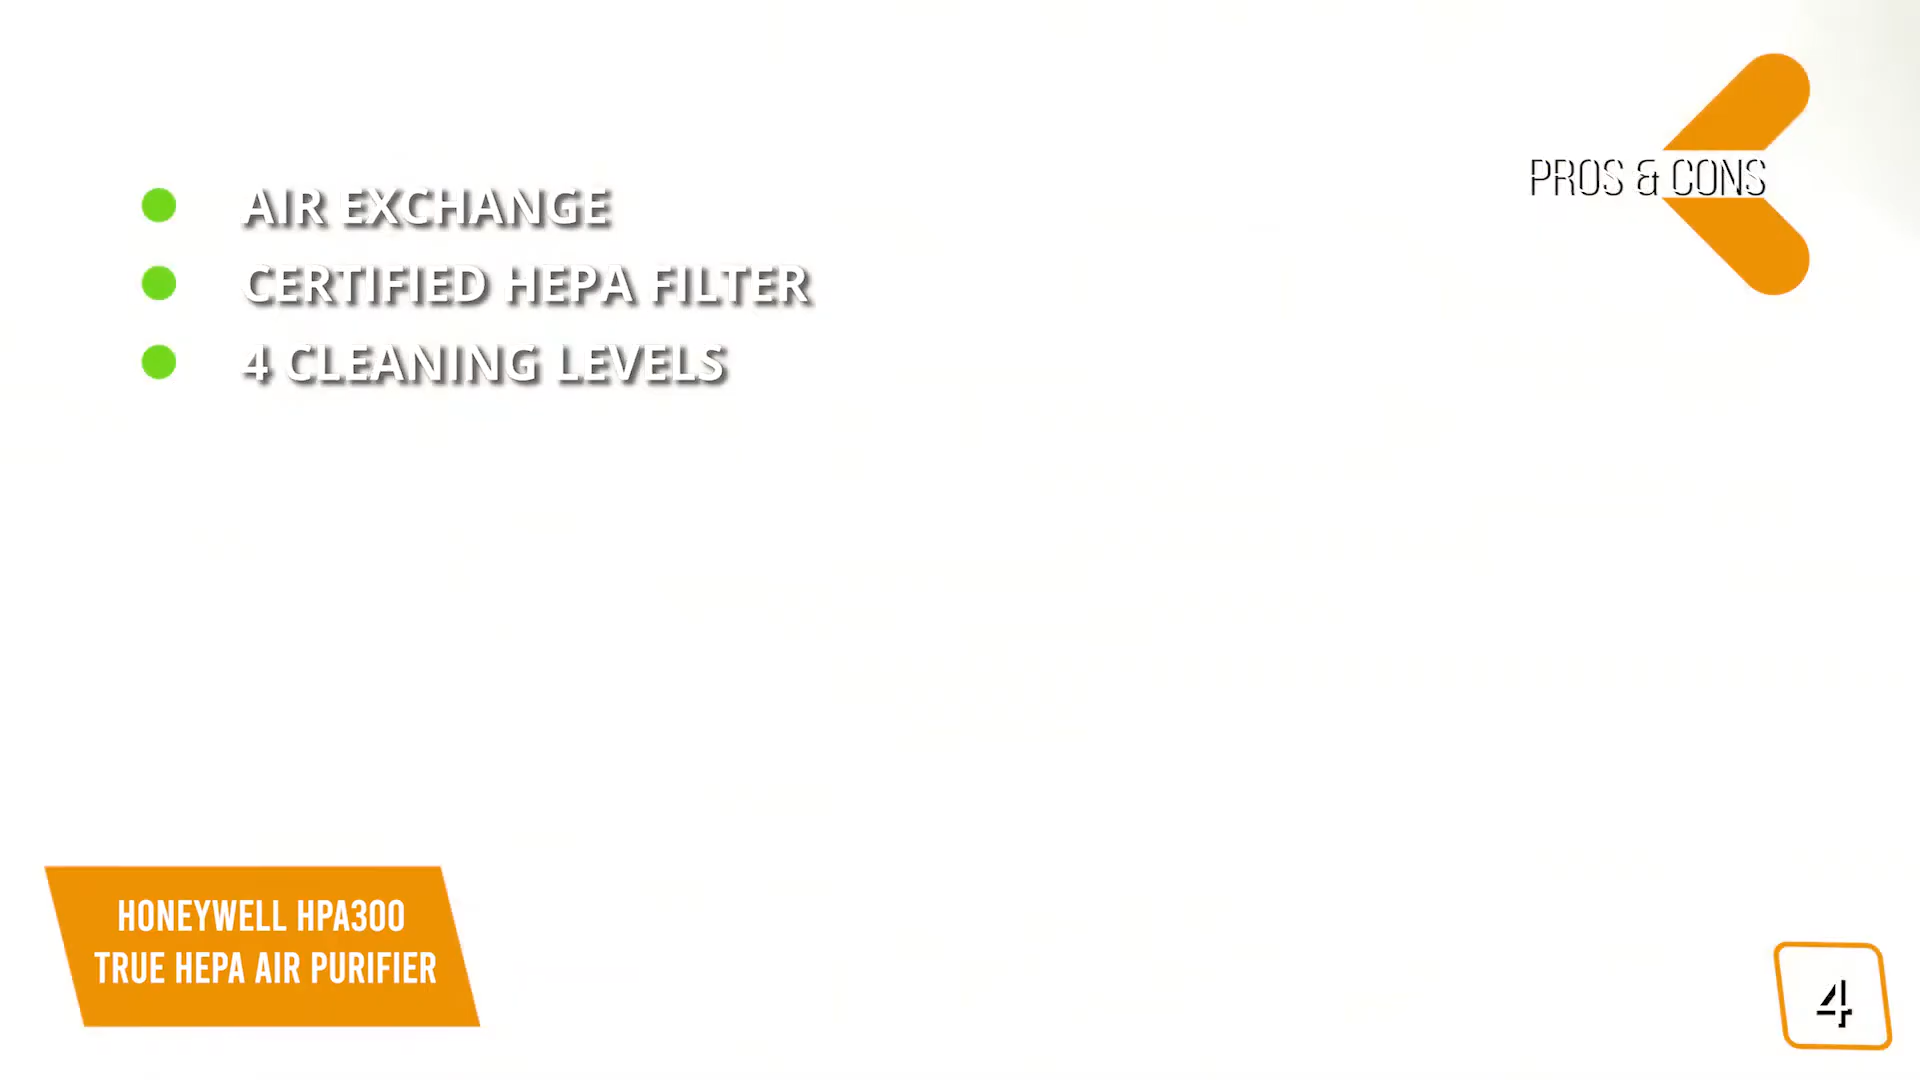 PROS & CONS
AIR EXCHANGE
CERTIFIED HEPA FILTER
4 CLEANING LEVELS
HONEYWELL HPA300
TRUE HEPA AIR PURIFIER
4